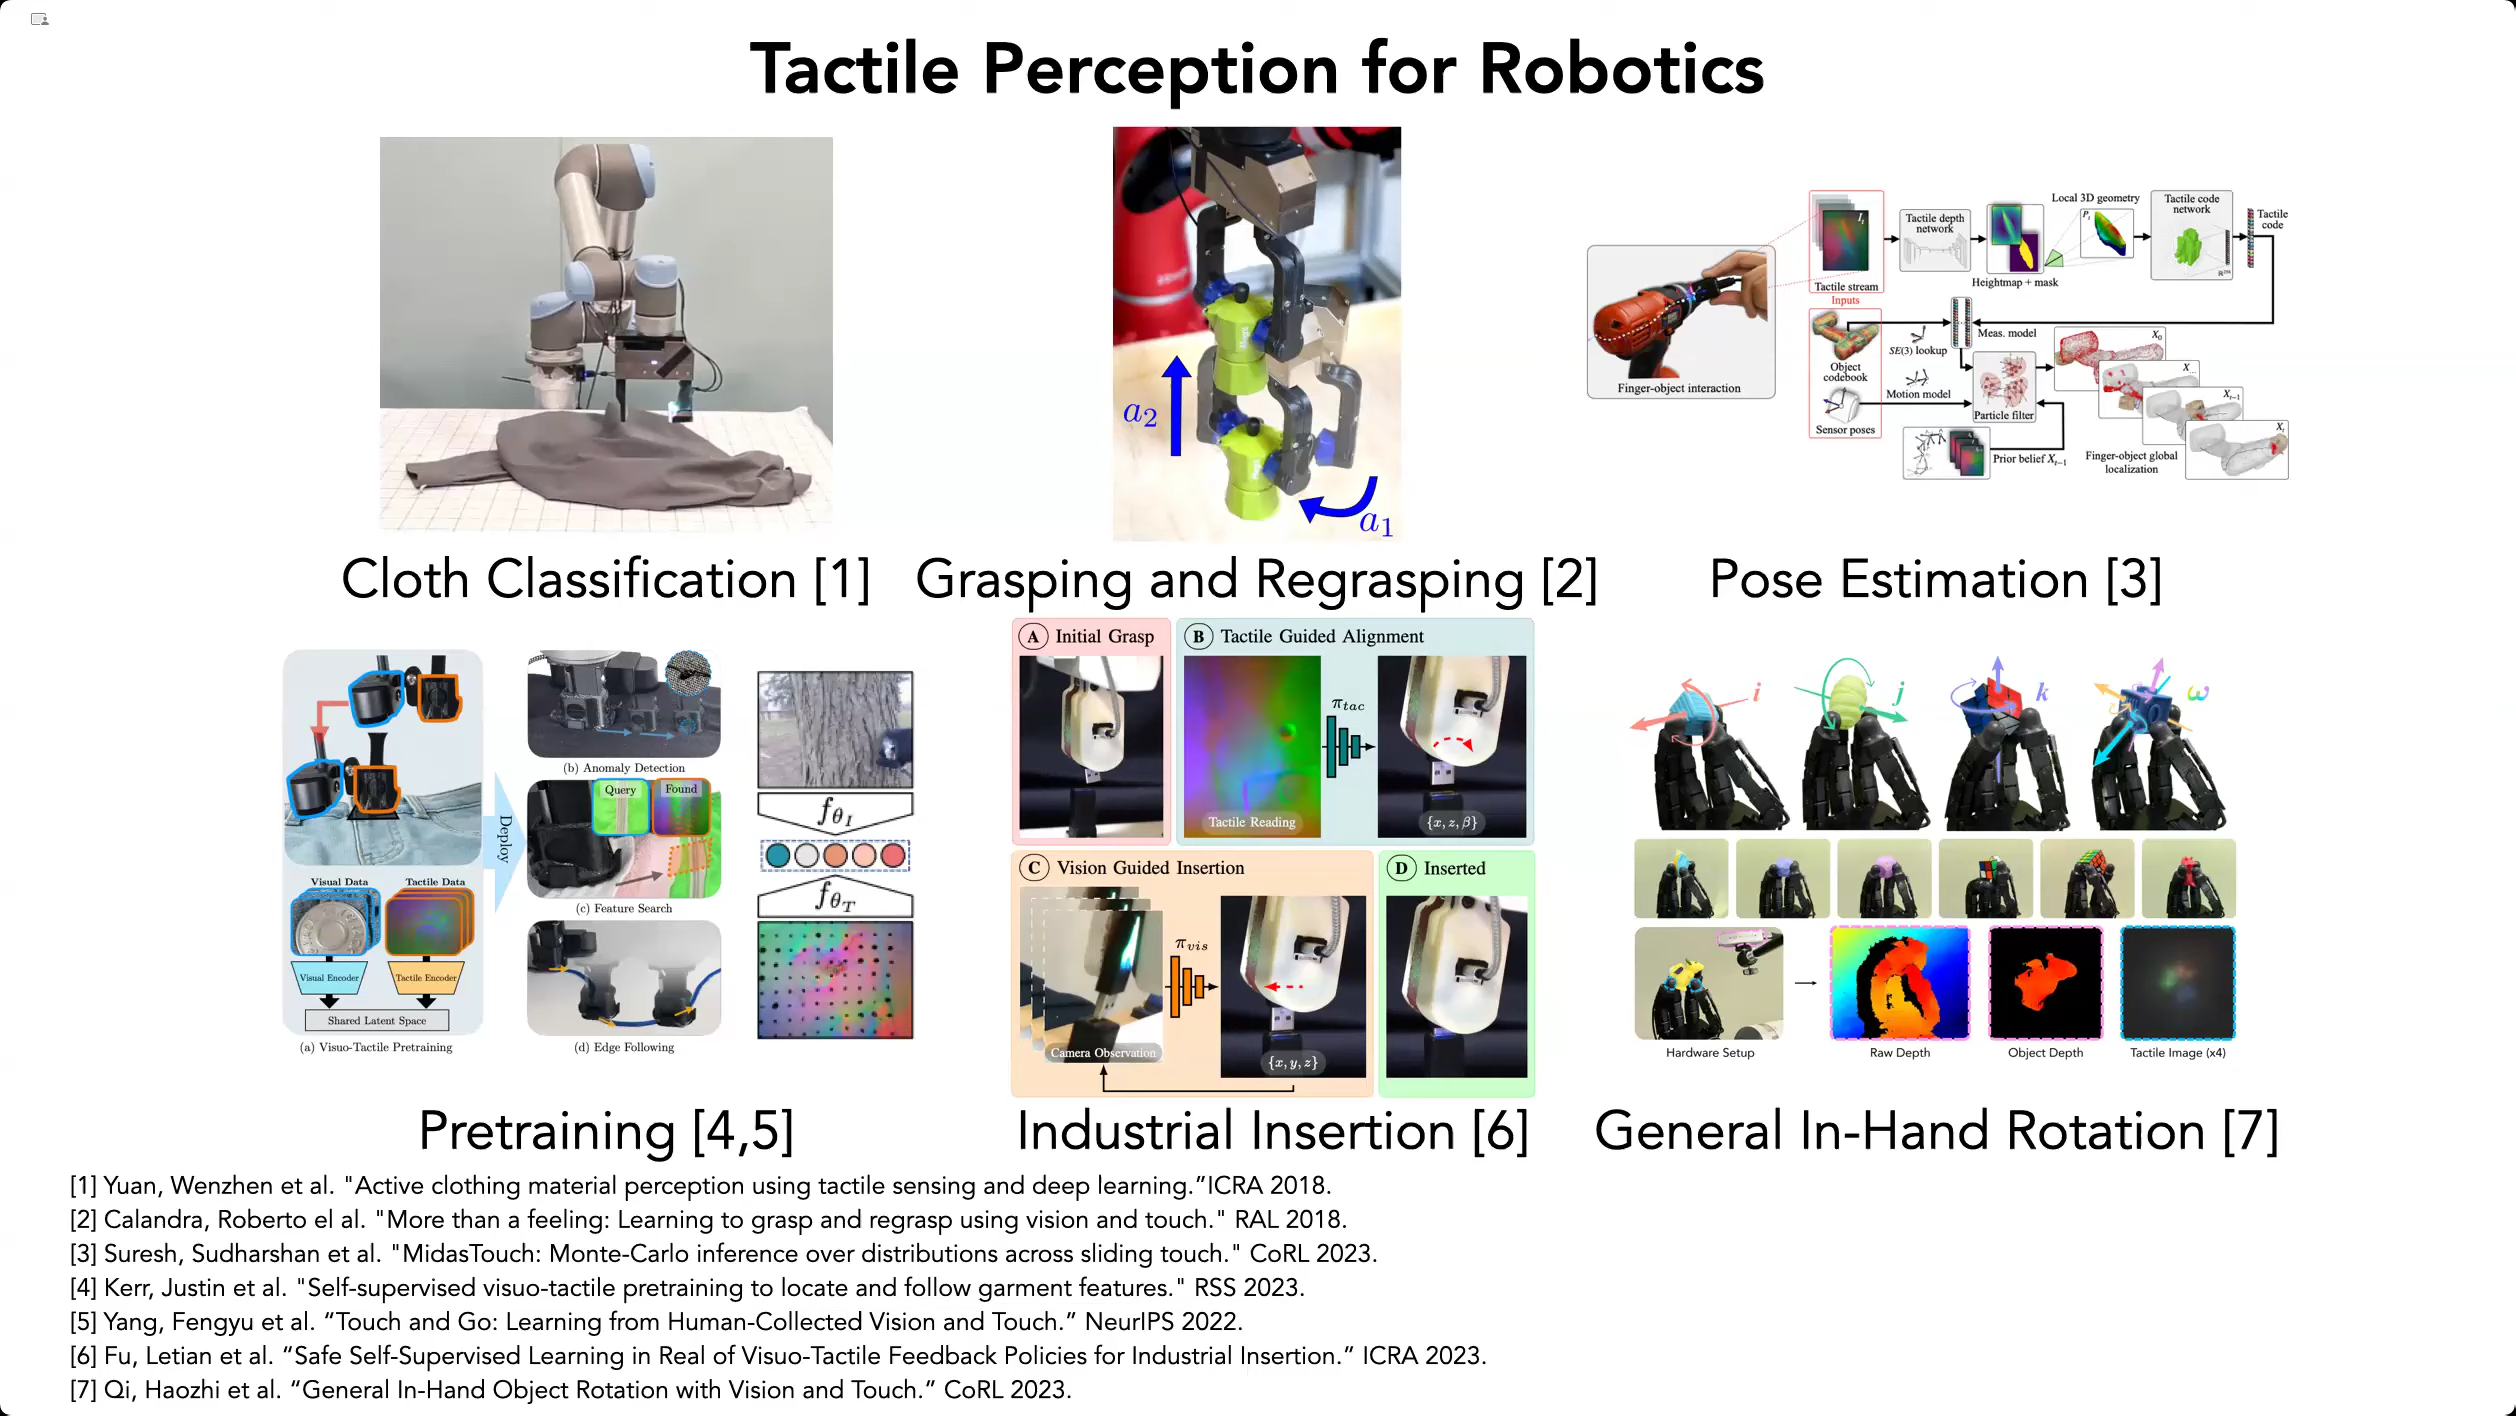 Tactile Perception for Robotics
a2
a1
Cloth Classification [1]
Grasping and Regrasping [2]
Finger-object interaction
Tactile stream
Inputs
Tactile depth
network
Heightmap + mask
Local 3D geometry
Tactile code
network
Tactile
code
Object
codebook
SE(3) lookup
Meas. model
Motion model
Sensor poses
Particle filter
Prior belief Xt−1
Finger-object global
localization
X0
X...
Xt−1
Xt
Pose Estimation [3]
Visual Data
Tactile Data
Visual Encoder
Tactile Encoder
Shared Latent Space
(a) Visuo-Tactile Pretraining
Deploy
(b) Anomaly Detection
Query
Found
(c) Feature Search
(d) Edge Following
fθI
fθT
Pretraining [4,5]
A Initial Grasp
B Tactile Guided Alignment
πtac
Tactile Reading
{x, z, β}
C Vision Guided Insertion
πvis
Camera Observation
{x, y, z}
D Inserted
Industrial Insertion [6]
i
j
k
ω
Hardware Setup
Raw Depth
Object Depth
Tactile Image (x4)
General In-Hand Rotation [7]
[1] Yuan, Wenzhen et al. "Active clothing material perception using tactile sensing and deep learning.”ICRA 2018.
[2] Calandra, Roberto el al. "More than a feeling: Learning to grasp and regrasp using vision and touch." RAL 2018.
[3] Suresh, Sudharshan et al. "MidasTouch: Monte-Carlo inference over distributions across sliding touch." CoRL 2023.
[4] Kerr, Justin et al. "Self-supervised visuo-tactile pretraining to locate and follow garment features." RSS 2023.
[5] Yang, Fengyu et al. “Touch and Go: Learning from Human-Collected Vision and Touch.” NeurIPS 2022.
[6] Fu, Letian et al. “Safe Self-Supervised Learning in Real of Visuo-Tactile Feedback Policies for Industrial Insertion.” ICRA 2023.
[7] Qi, Haozhi et al. “General In-Hand Object Rotation with Vision and Touch.” CoRL 2023.